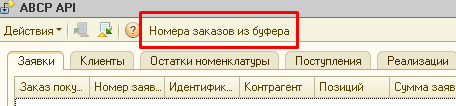 ABCP API
Действия Номера заказов из буфера
Заявки Клиенты Остатки номенклатуры Поступления Реализации
Заказ поку... Номер заяв... Идентифик... Контрагент Позиций Сумма заяв